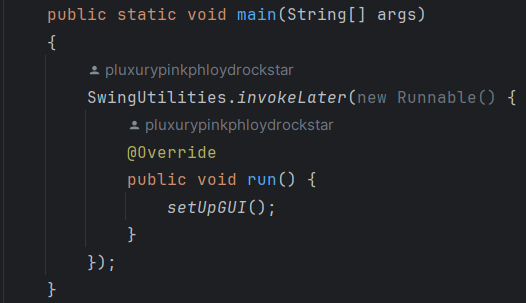 public static void main(String[] args)
{
pluxurypinkphloydrockstar
SwingUtilities.invokeLater(new Runnable() {
pluxurypinkphloydrockstar
@Override
public void run() {
setUpGUI();
}
});
}